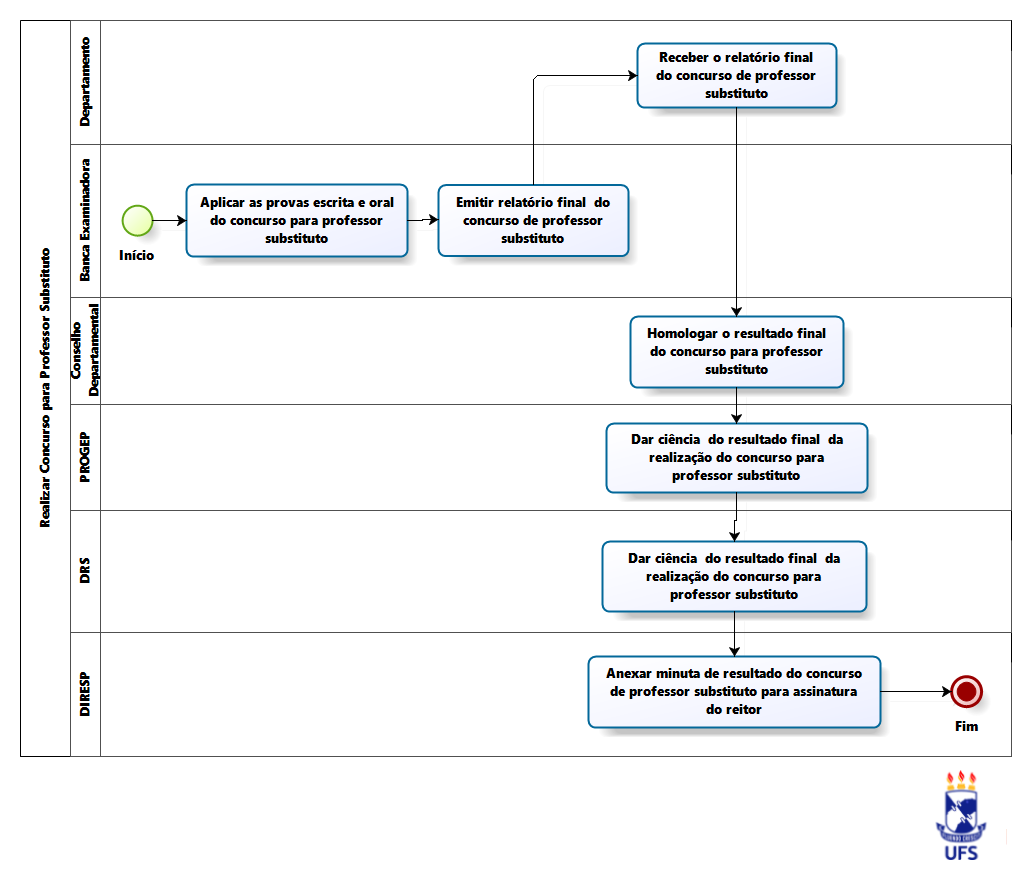 Realizar Concurso para Professor Substituto
Departamento
Receber o relatório final
do concurso de professor
substituto
Banca Examinadora
Início
Aplicar as provas escrita e oral
do concurso para professor
substituto
Emitir relatório final do
concurso de professor
substituto
Conselho
Departamental
Homologar o resultado final
do concurso para professor
substituto
PROGEP
Dar ciência do resultado final da
realização do concurso para
professor substituto
DRS
Dar ciência do resultado final da
realização do concurso para
professor substituto
DIRESP
Anexar minuta de resultado do concurso
de professor substituto para assinatura
do reitor
Fim
UFS